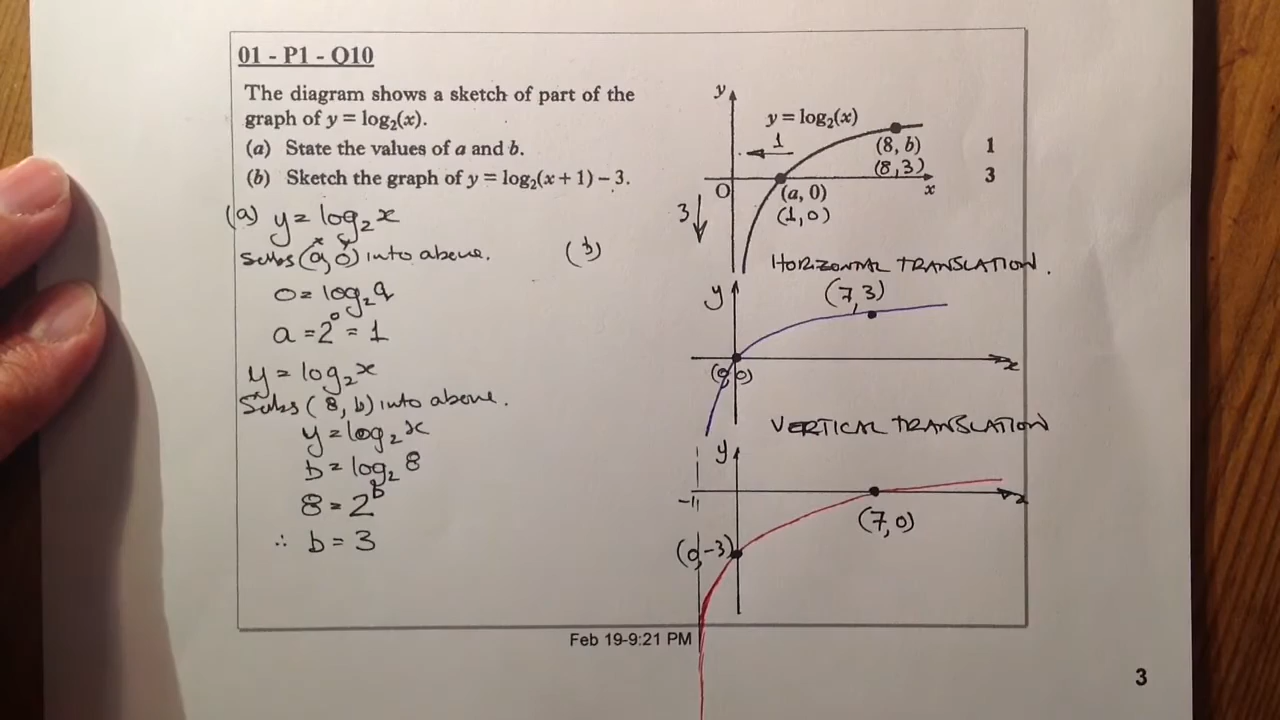 01 - P1 - Q10
The diagram shows a sketch of part of the
graph of y = log₂(x).
(a) State the values of a and b.
(b) Sketch the graph of y = log₂(x + 1) – 3.
1
3
y
y = log₂(x)
1
(8, b)
(8, 3)
O
x
(a, 0)
(1, 0)
3
(a) y = log₂x
x y
Subs (a, 0) into above.
0 = log₂a
a = 2⁰ = 1
y = log₂x
Subs (8, b) into above.
y = log₂x
b = log₂ 8
8 = 2ᵇ
∴ b = 3
(b)
HORIZONTAL TRANSLATION.
y
(7, 3)
(0, 0)
x
VERTICAL TRANSLATION
y
-1
x
(7, 0)
(0, -3)
Feb 19-9:21 PM
3